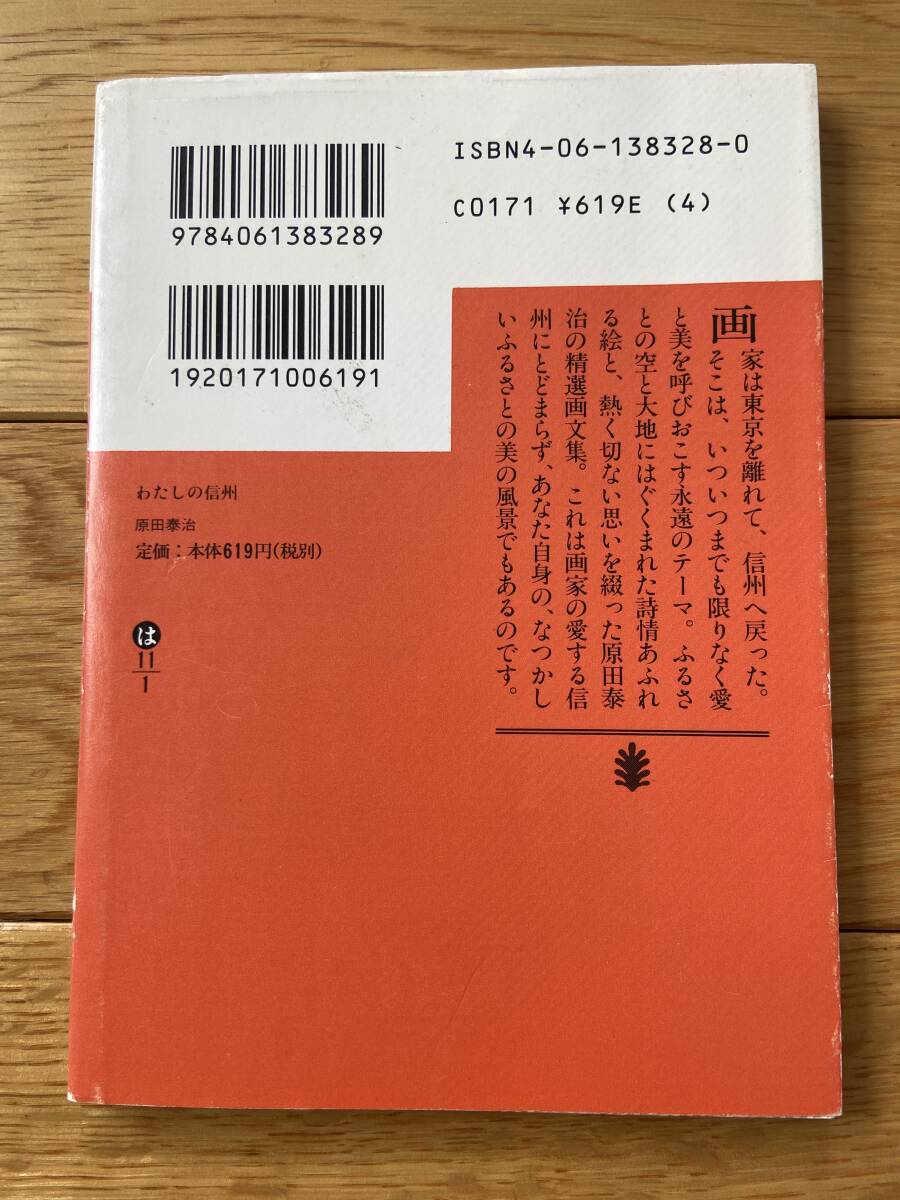 ISBN4-06-138328-0
C0171 ¥619E (4)
9784061383289
1920171006191
画家は東京を離れて、信州へ戻った。
そこは、いついつまでも限りなく愛
と美を呼びおこす永遠のテーマ。ふるさ
との空と大地にはぐくまれた詩情あふれ
る絵と、熱く切ない思いを綴った原田泰
治の精選画文集。これは画家の愛する信
州にとどまらず、あなた自身の、なつかし
いふるさとの美の風景でもあるのです。
わたしの信州
原田泰治
定価：本体619円(税別)
は
11
1